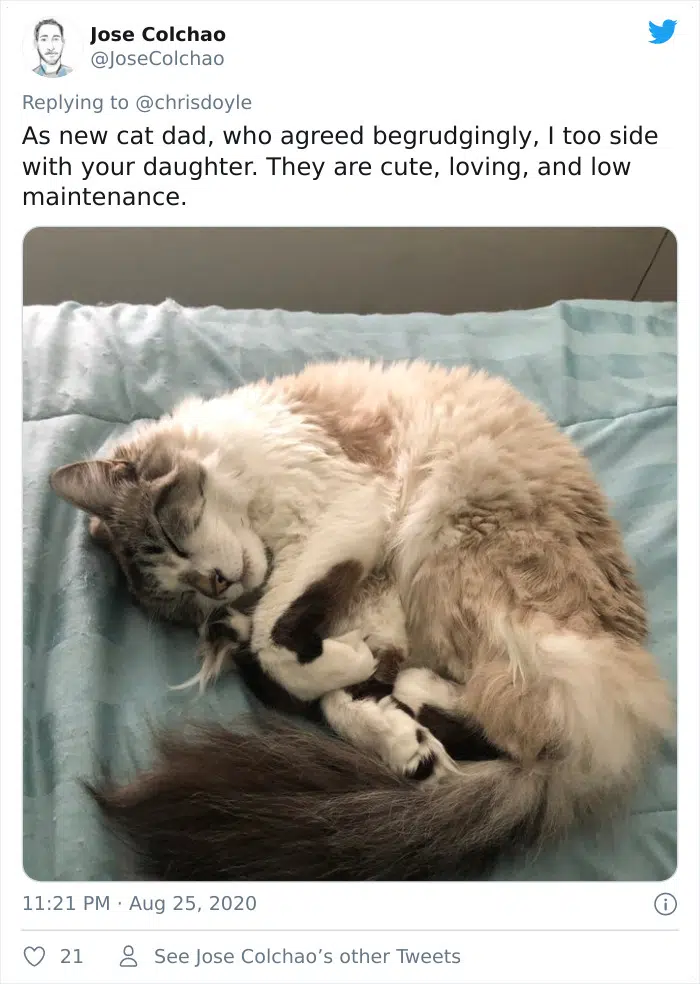 Jose Colchao
@JoseColchao
Replying to @chrisdoyle
As new cat dad, who agreed begrudgingly, I too side
with your daughter. They are cute, loving, and low
maintenance.
11:21 PM · Aug 25, 2020
21
See Jose Colchao’s other Tweets